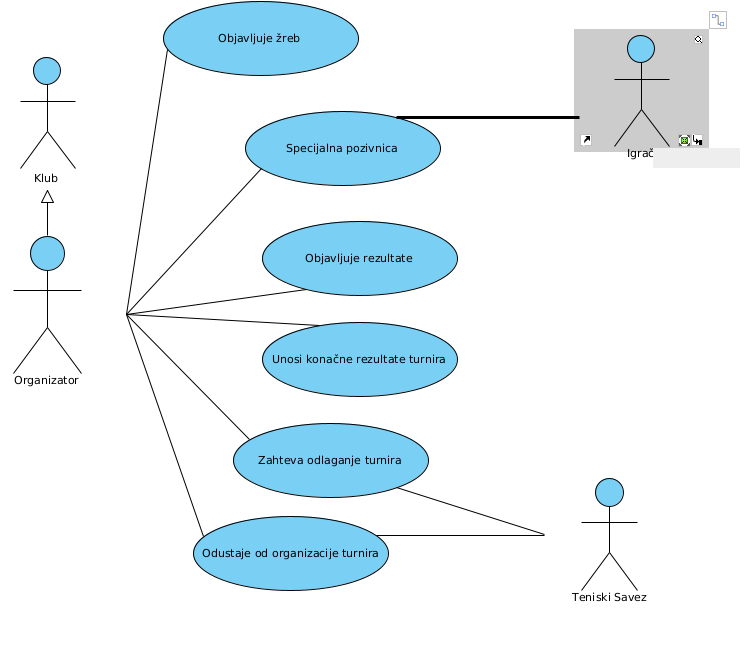 Objavljuje žreb
Klub
Specijalna pozivnica
Igrač
Objavljuje rezultate
Organizator
Unosi konačne rezultate turnira
Zahteva odlaganje turnira
Odustaje od organizacije turnira
Teniski Savez